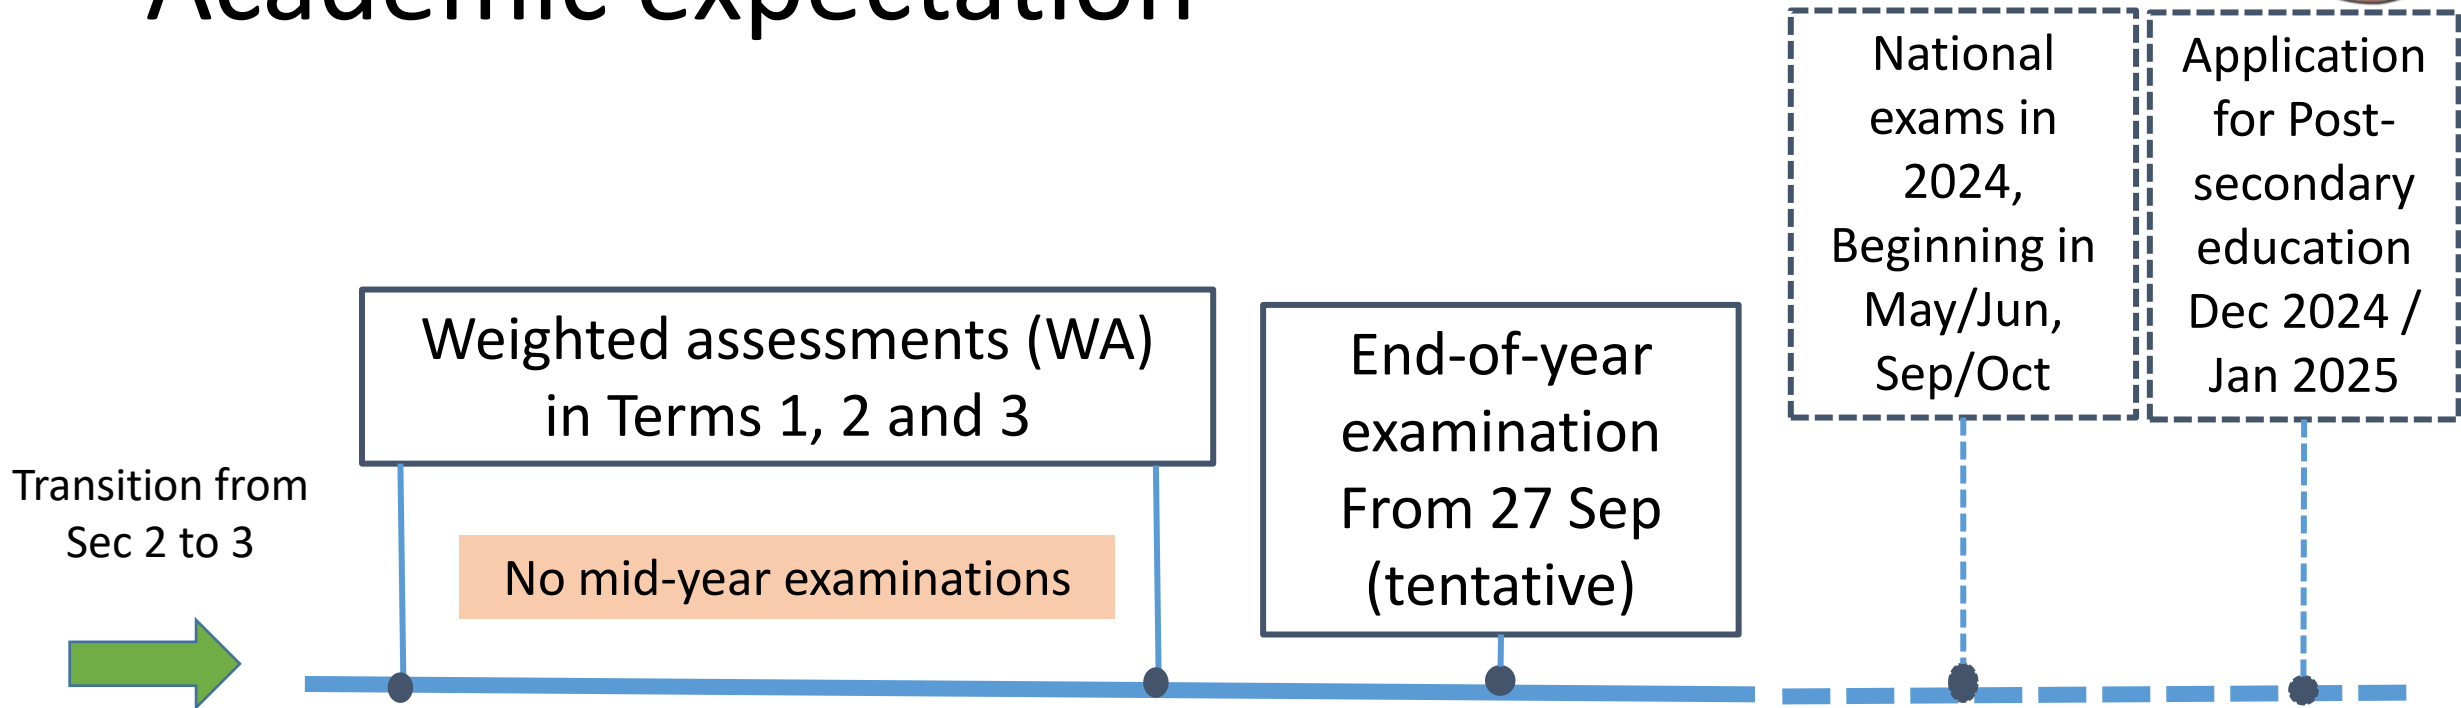 Academic expectation
Transition from
Sec 2 to 3
Weighted assessments (WA)
in Terms 1, 2 and 3
No mid-year examinations
End-of-year
examination
From 27 Sep
(tentative)
National
exams in
2024,
Beginning in
May/Jun,
Sep/Oct
Application
for Post-
secondary
education
Dec 2024 /
Jan 2025